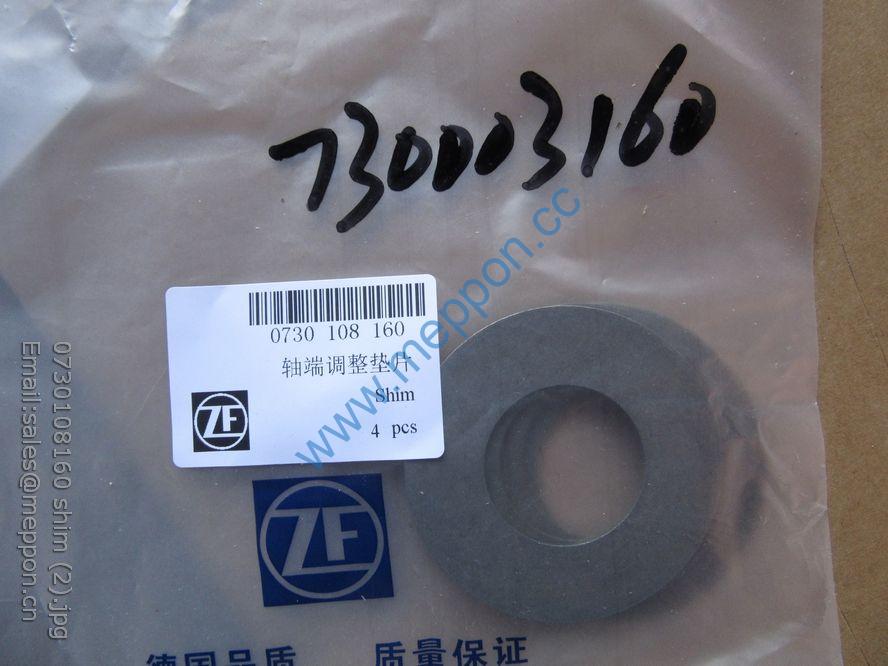 730003160
www.meppon.cc
0730 108 160
轴端调整垫片
Shim
4 pcs
ZF
ZF
德国品质 质量保证
0730108160 shim (2).jpg
Email:sales@meppon.cn